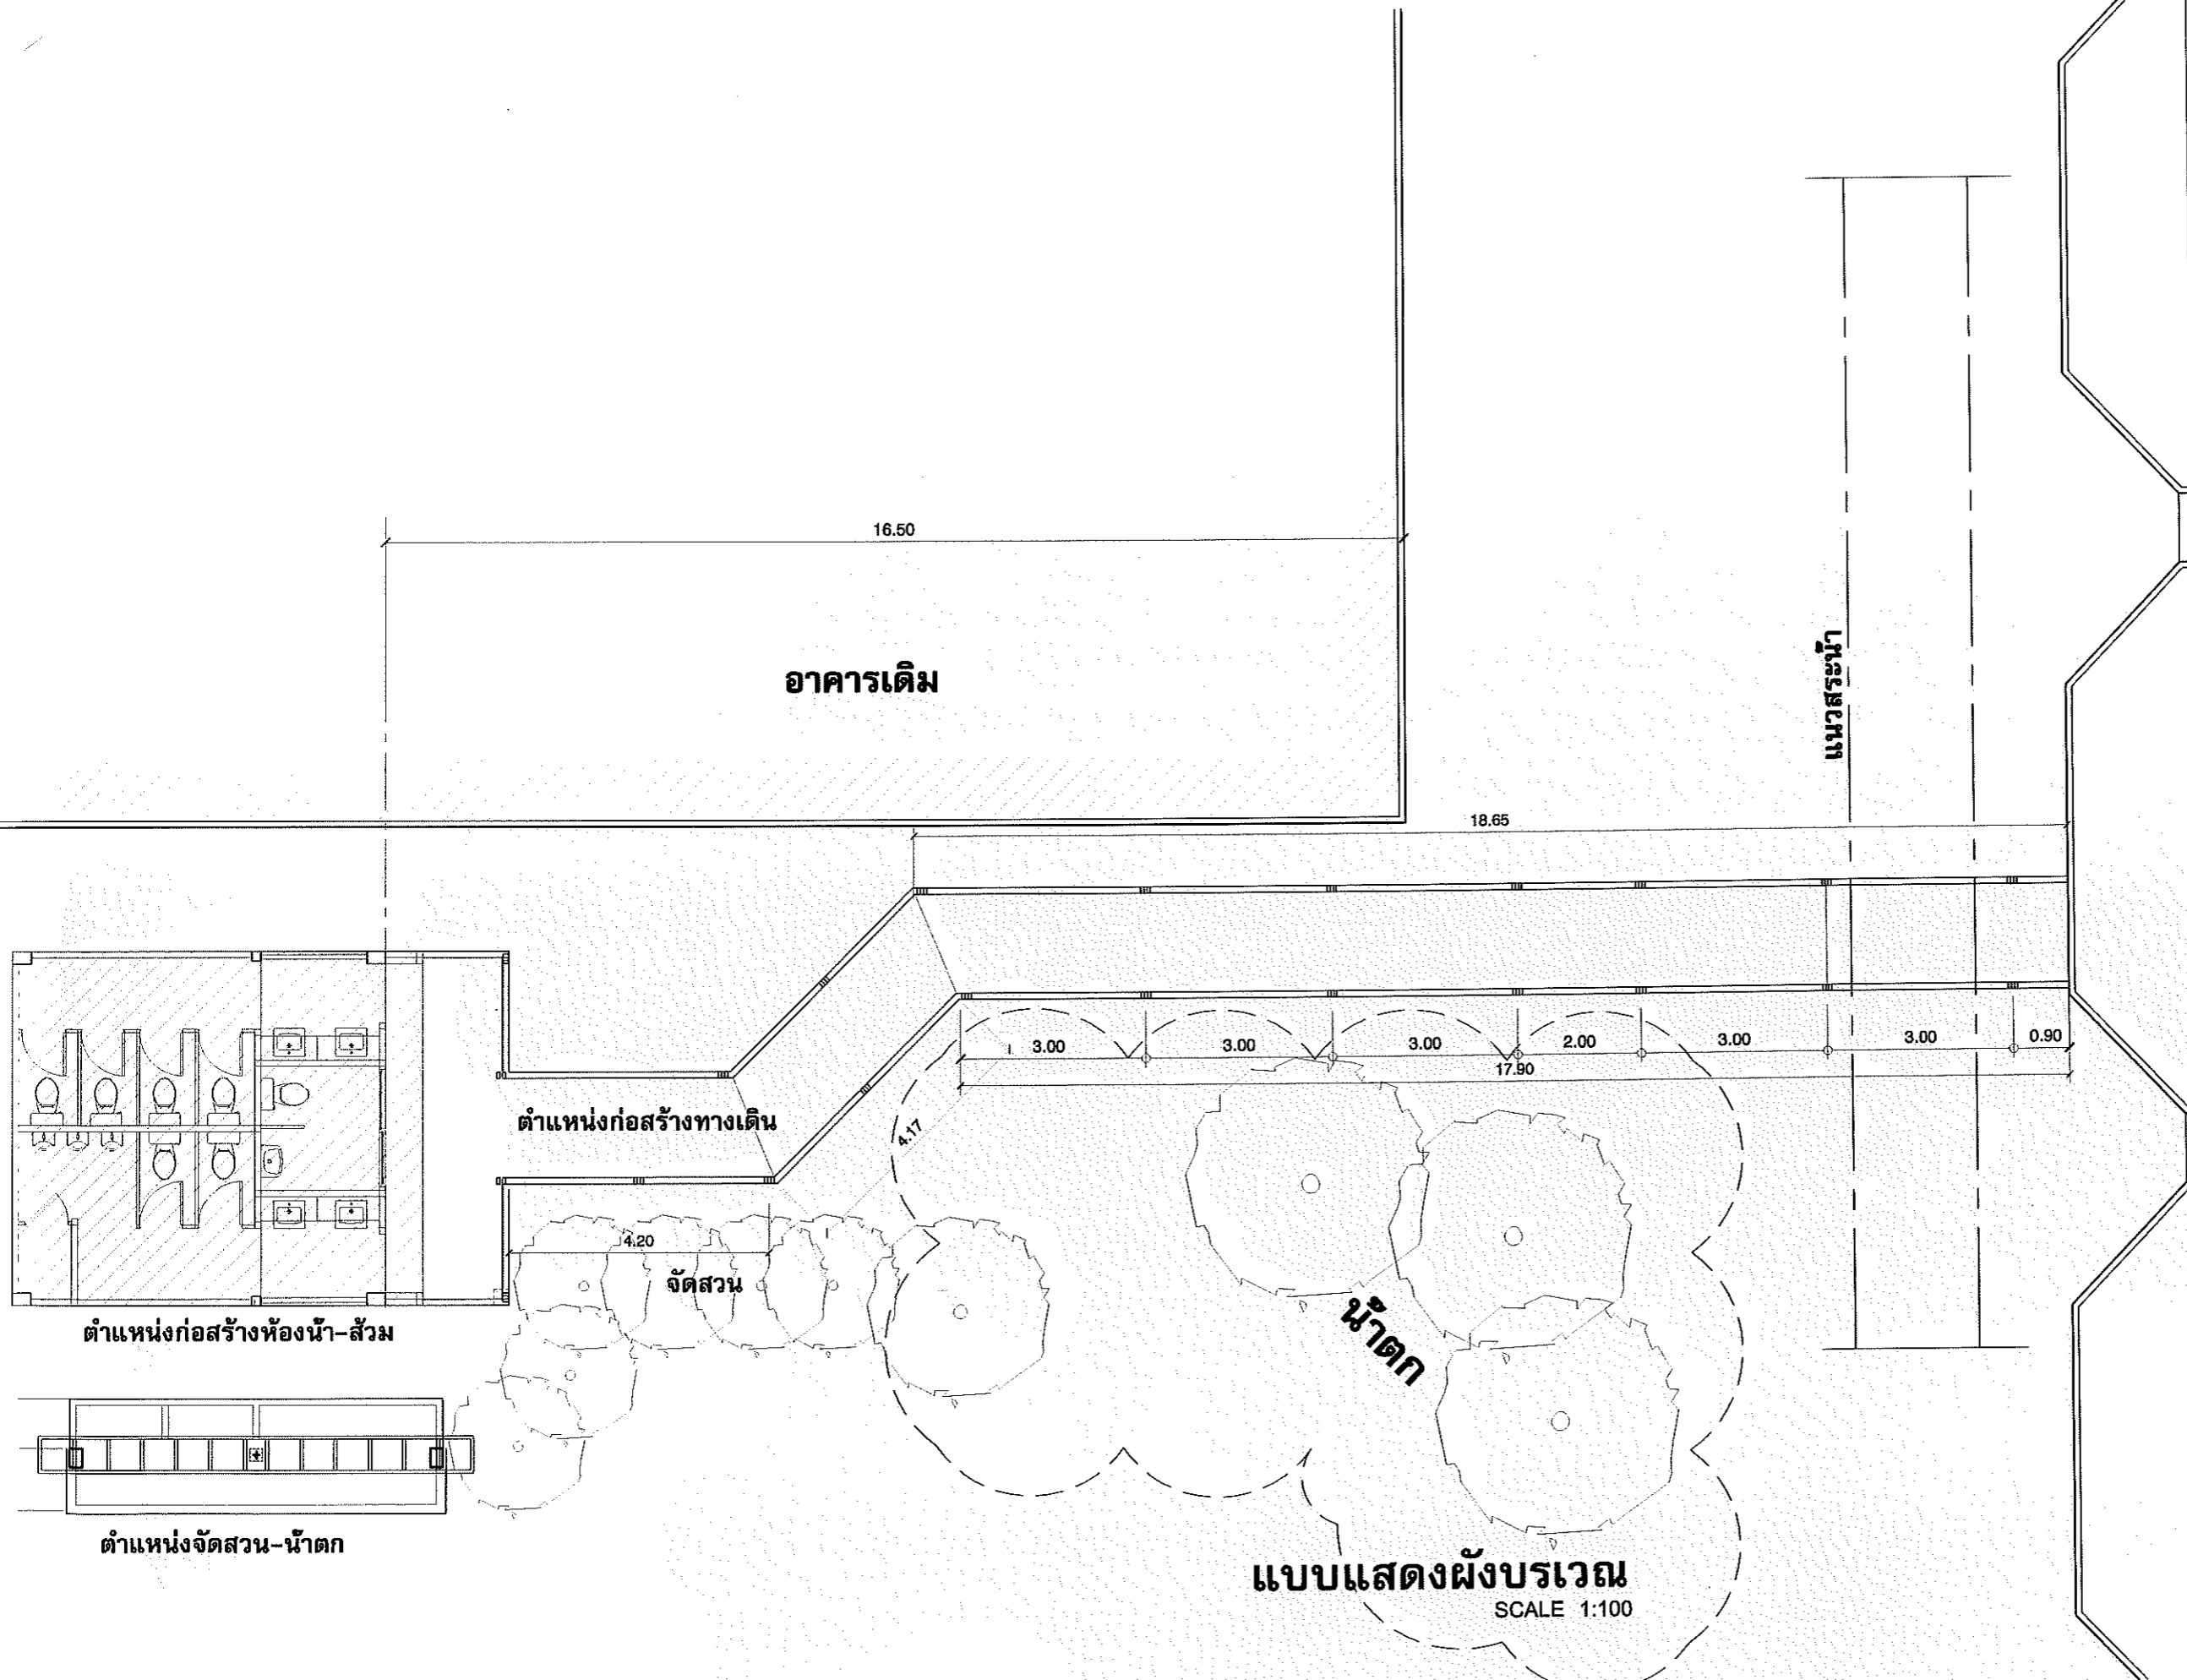 16.50
อาคารเดิม
แนวสระน้ำ
18.65
3.00
3.00
3.00
2.00
3.00
3.00
0.90
17.90
ตำแหน่งก่อสร้างทางเดิน
4.17
4.20
จัดสวน
น้ำตก
ตำแหน่งก่อสร้างห้องน้ำ-ส้วม
ตำแหน่งจัดสวน-น้ำตก
แบบแสดงผังบรเวณ
SCALE 1:100